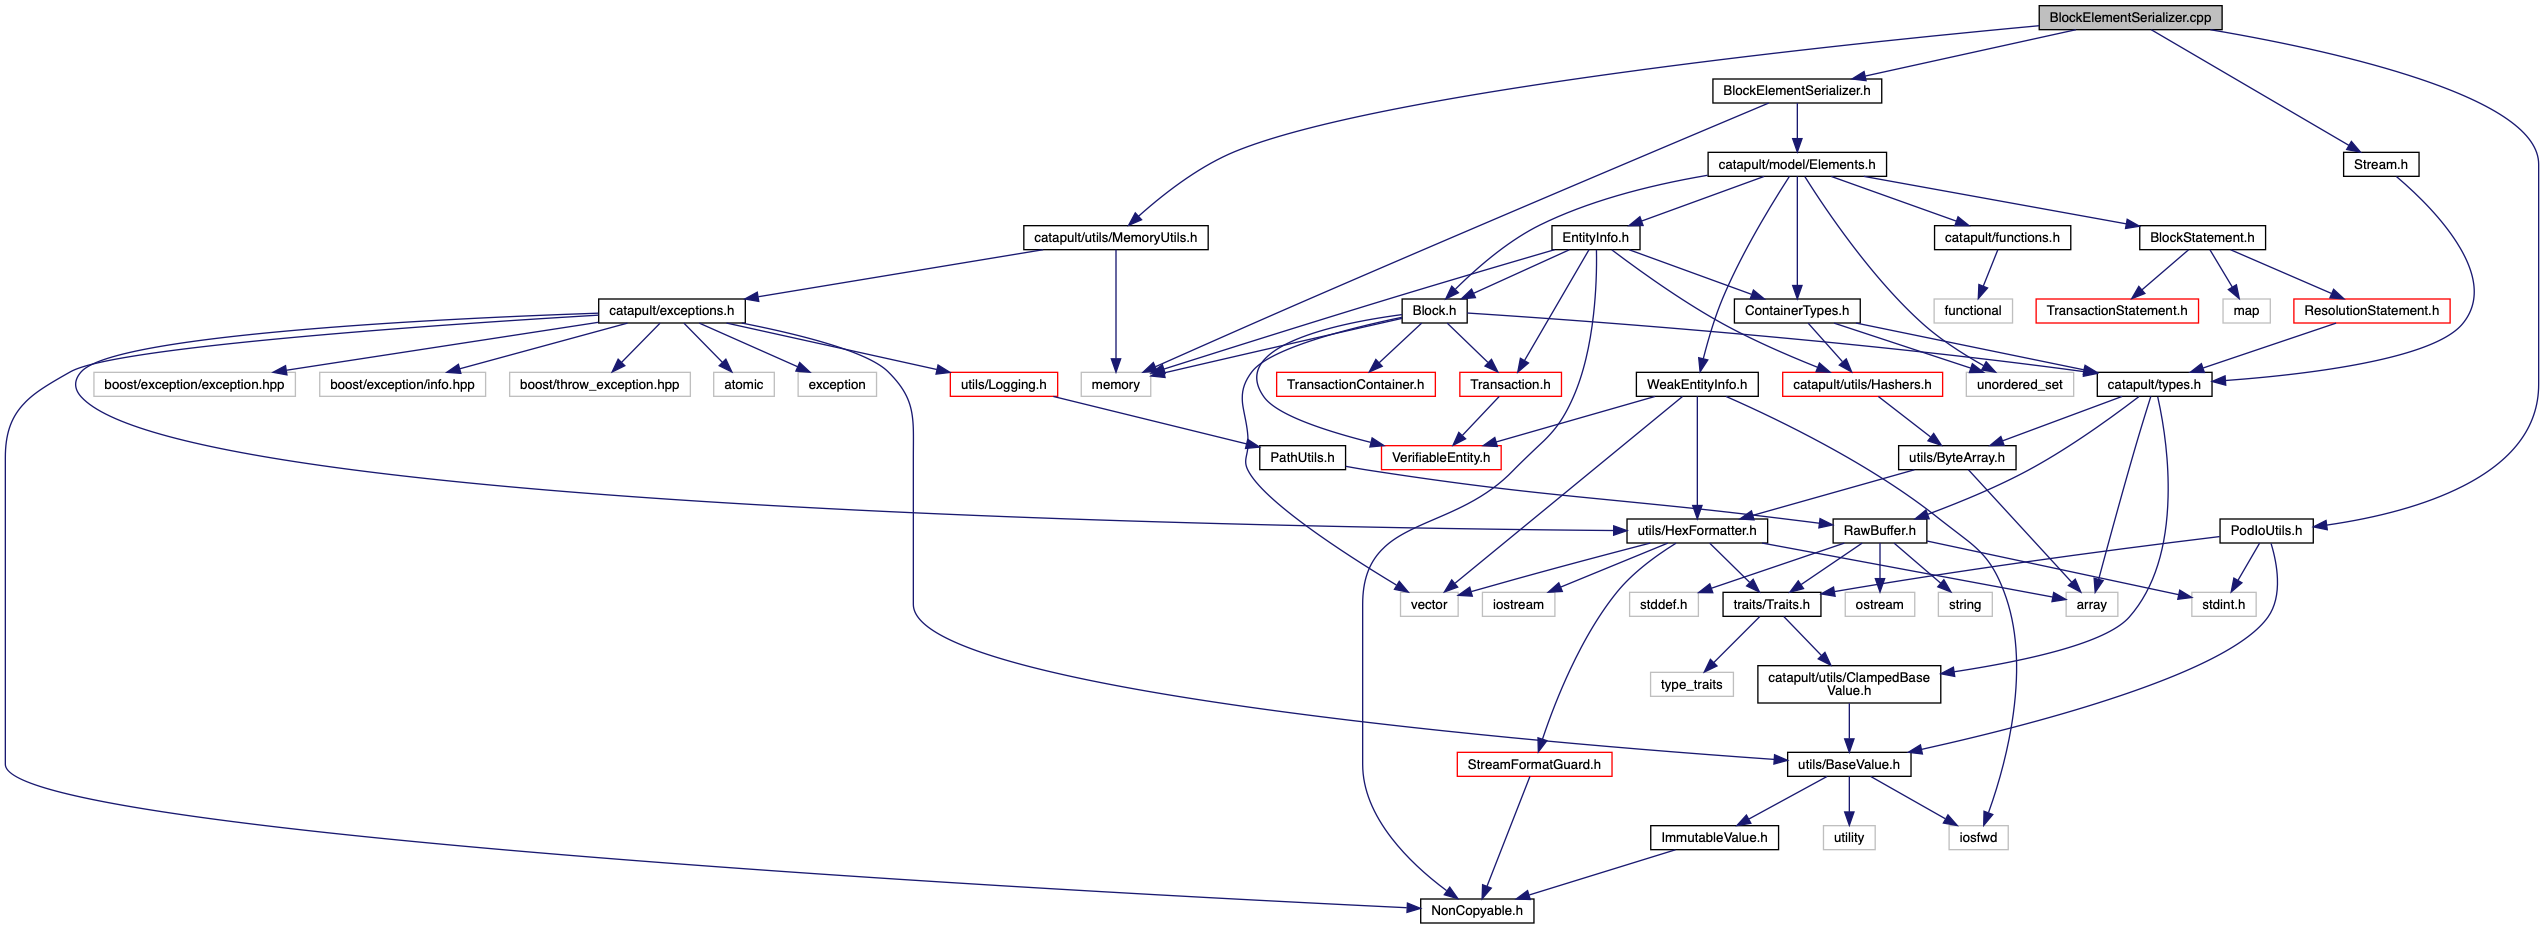 BlockElementSerializer.cpp
BlockElementSerializer.h
catapult/model/Elements.h
Stream.h
catapult/utils/MemoryUtils.h
EntityInfo.h
catapult/functions.h
BlockStatement.h
catapult/exceptions.h
Block.h
ContainerTypes.h
functional
TransactionStatement.h
map
ResolutionStatement.h
boost/exception/exception.hpp
boost/exception/info.hpp
boost/throw_exception.hpp
atomic
exception
utils/Logging.h
memory
TransactionContainer.h
Transaction.h
WeakEntityInfo.h
catapult/utils/Hashers.h
unordered_set
catapult/types.h
PathUtils.h
VerifiableEntity.h
utils/ByteArray.h
utils/HexFormatter.h
RawBuffer.h
PodIoUtils.h
vector
iostream
stddef.h
traits/Traits.h
ostream
string
array
stdint.h
type_traits
catapult/utils/ClampedBase
Value.h
StreamFormatGuard.h
utils/BaseValue.h
ImmutableValue.h
utility
iosfwd
NonCopyable.h